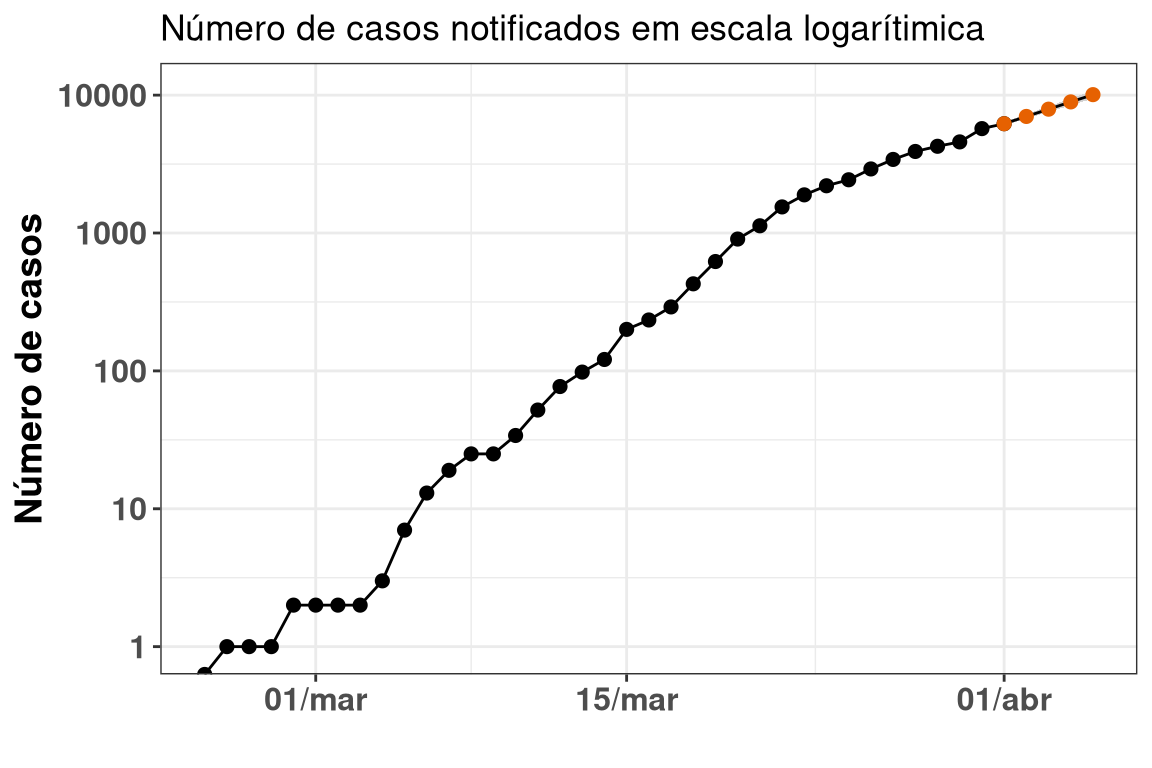 Número de casos notificados em escala logarítimica
Número de casos
10000
1000
100
10
1
01/mar
15/mar
01/abr